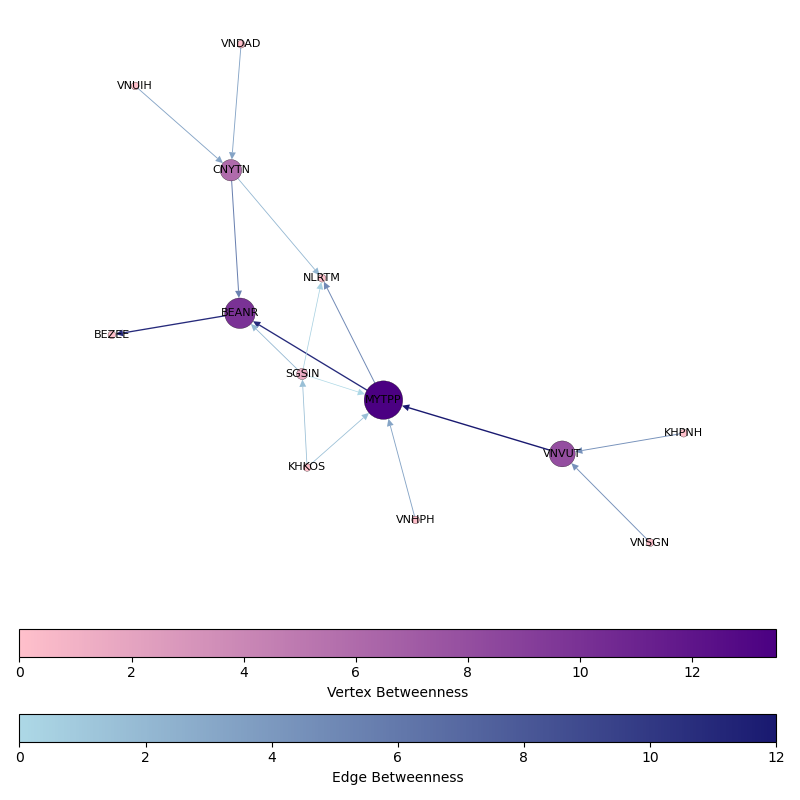 VNDAD
VNUIH
CNYTN
NLRTM
BEANR
BEZEE
SGSIN
MYTPP
KHPNH
VNVUT
KHKOS
VNHPH
VNSGN
0 2 4 6 8 10 12
Vertex Betweenness
0 2 4 6 8 10 12
Edge Betweenness